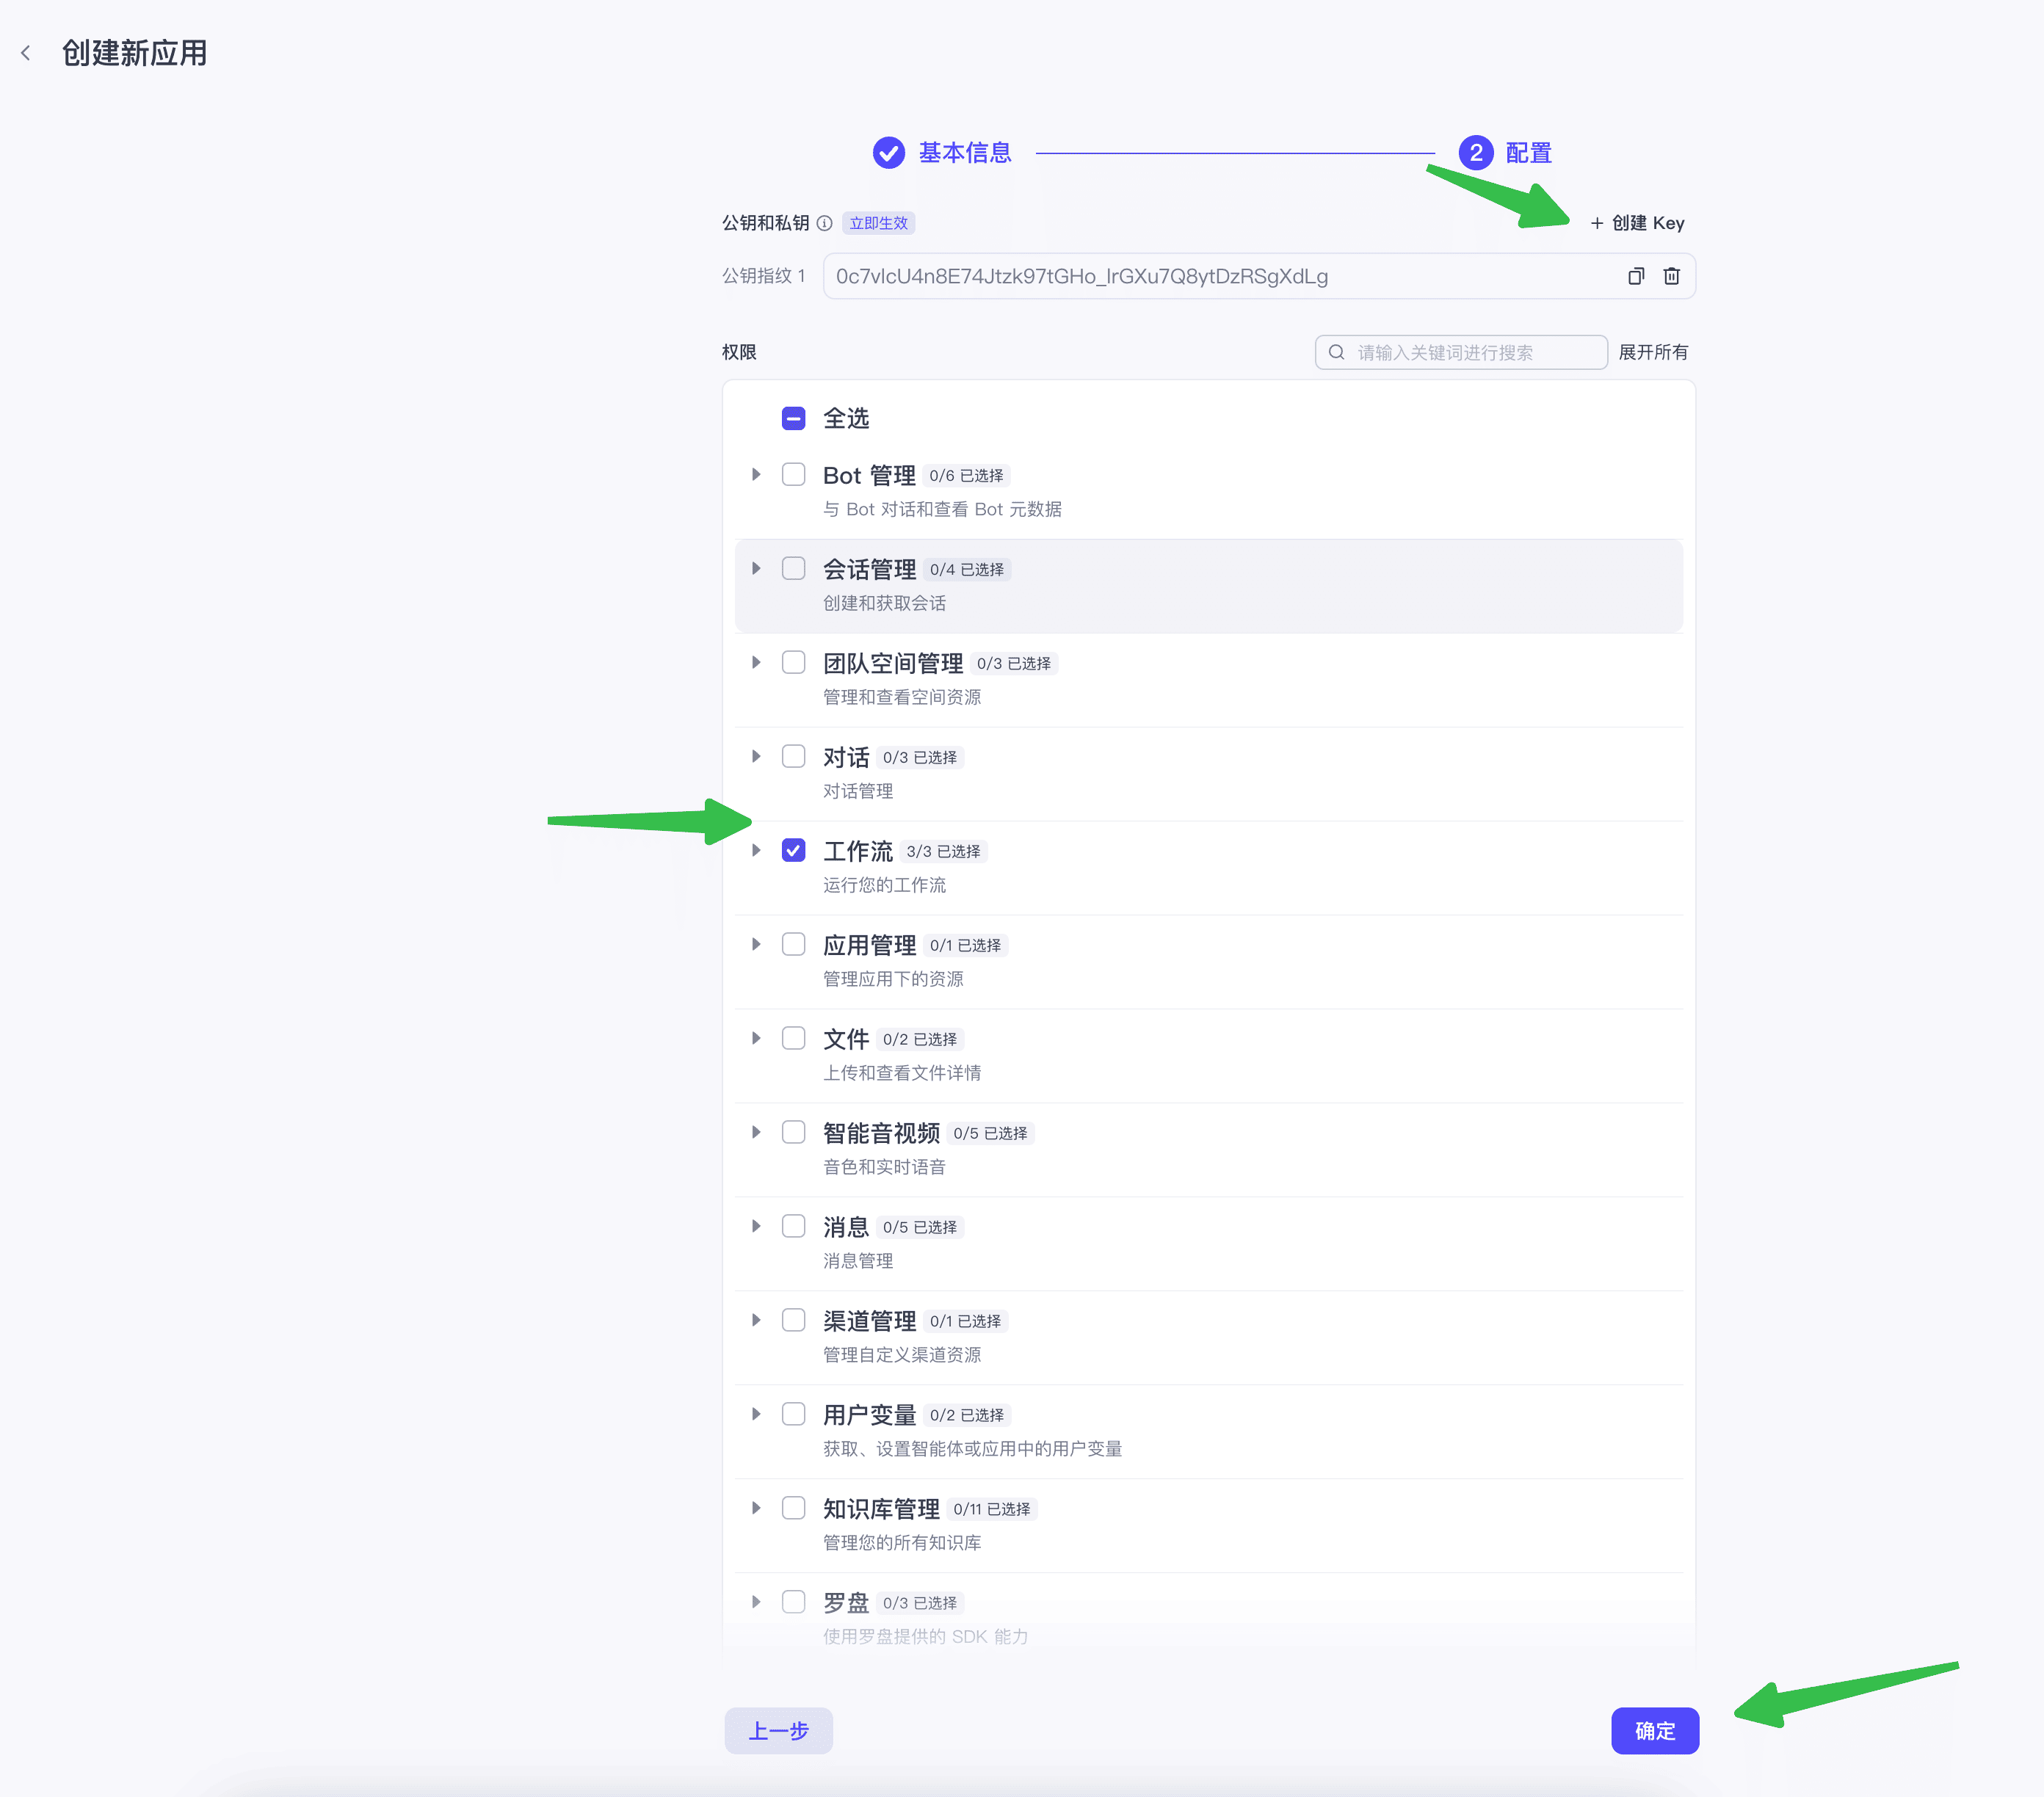 创建新应用
基本信息
2 配置
公钥和私钥 立即生效
+ 创建 Key
公钥指纹 1 0c7vIcU4n8E74Jtzk97tGHo_IrGXu7Q8ytDzRSgXdLg
权限 请输入关键词进行搜索 展开所有
全选
Bot 管理 0/6 已选择
与 Bot 对话和查看 Bot 元数据
会话管理 0/4 已选择
创建和获取会话
团队空间管理 0/3 已选择
管理和查看空间资源
对话 0/3 已选择
对话管理
工作流 3/3 已选择
运行您的工作流
应用管理 0/1 已选择
管理应用下的资源
文件 0/2 已选择
上传和查看文件详情
智能音视频 0/5 已选择
音色和实时语音
消息 0/5 已选择
消息管理
渠道管理 0/1 已选择
管理自定义渠道资源
用户变量 0/2 已选择
获取、设置智能体或应用中的用户变量
知识库管理 0/11 已选择
管理您的所有知识库
罗盘 0/3 已选择
使用罗盘提供的 SDK 能力
上一步
确定